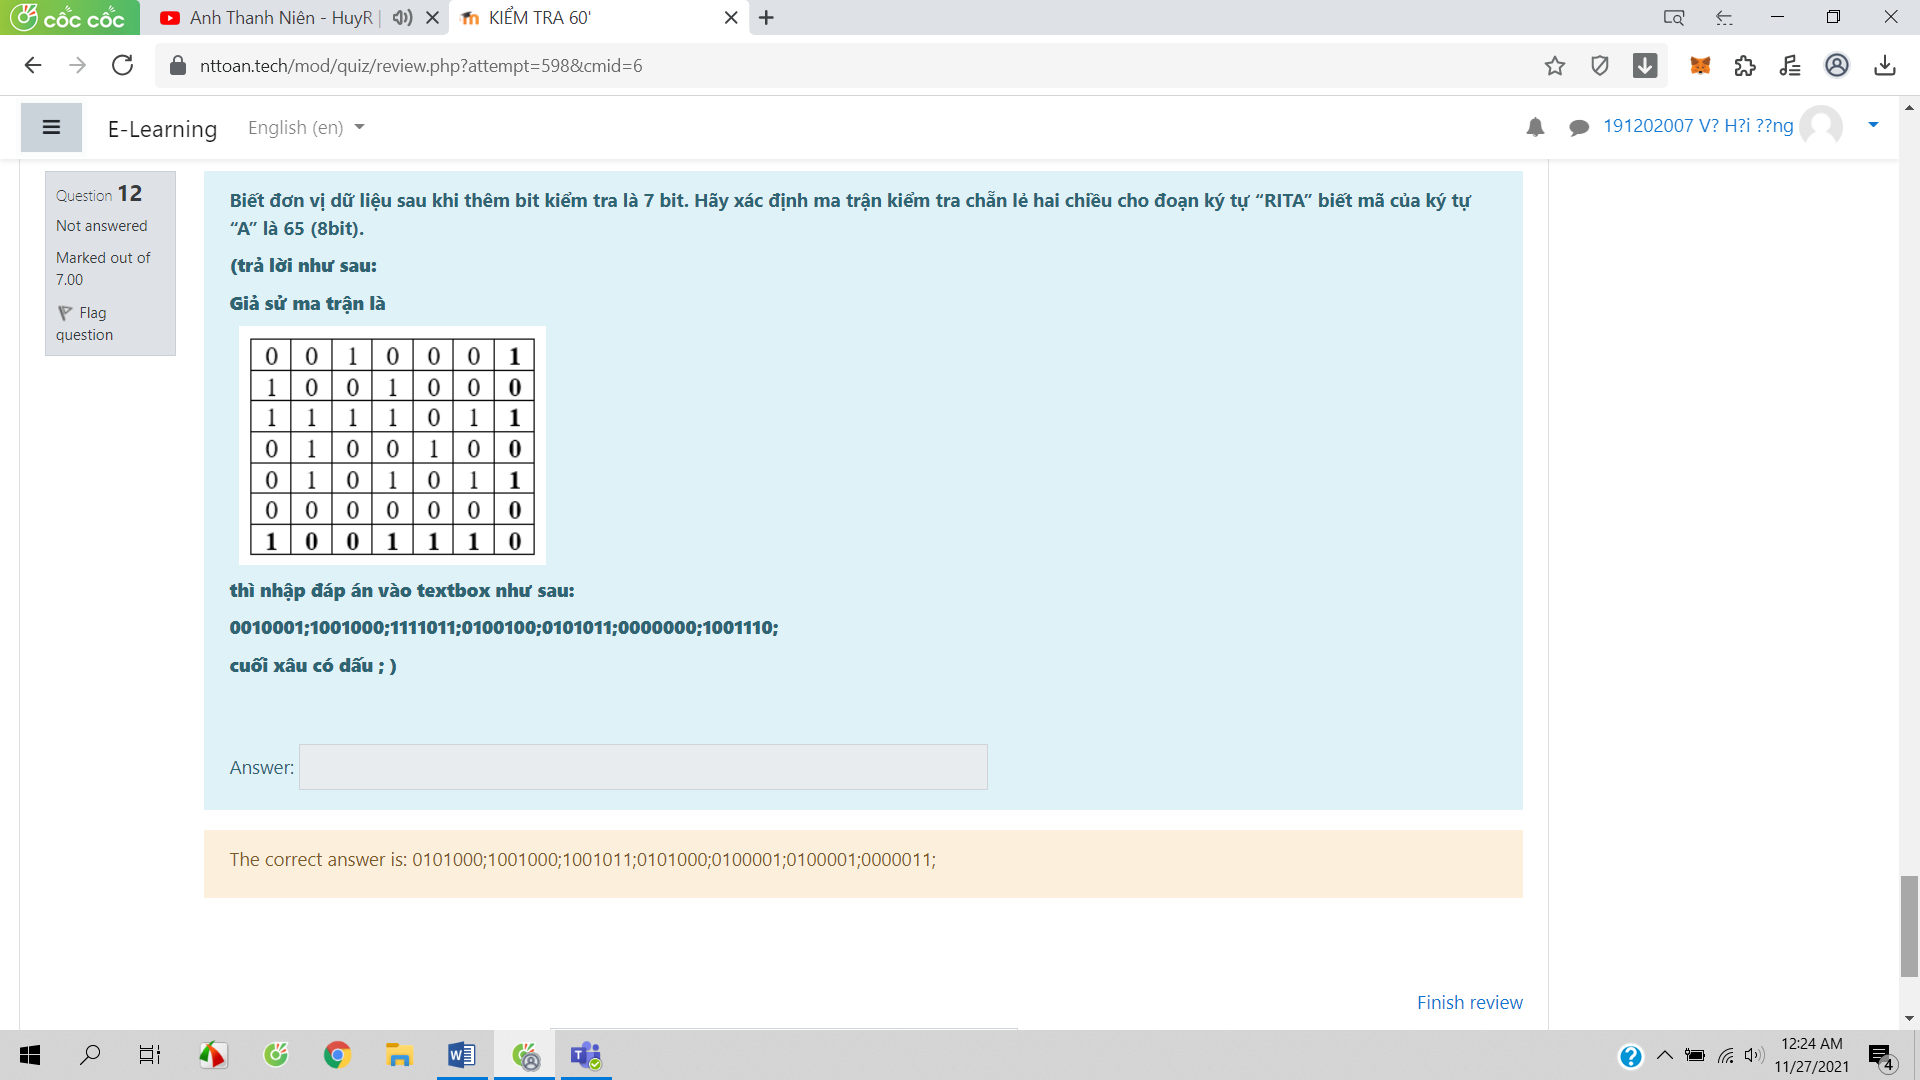 cốc cốc
Anh Thanh Niên - HuyR
KIỂM TRA 60'
nttoan.tech/mod/quiz/review.php?attempt=598&cmid=6
E-Learning
English (en)
191202007 V? H?i ??ng
Question 12
Not answered
Marked out of
7.00
Flag
question
Biết đơn vị dữ liệu sau khi thêm bit kiểm tra là 7 bit. Hãy xác định ma trận kiểm tra chẵn lẻ hai chiều cho đoạn ký tự “RITA” biết mã của ký tự
“A” là 65 (8bit).
(trả lời như sau:
Giả sử ma trận là
0 0 1 0 0 0 1
1 0 0 1 0 0 0
1 1 1 1 0 1 1
0 1 0 0 1 0 0
0 1 0 1 0 1 1
0 0 0 0 0 0 0
1 0 0 1 1 1 0
thì nhập đáp án vào textbox như sau:
0010001;1001000;1111011;0100100;0101011;0000000;1001110;
cuối xâu có dấu ; )
Answer:
The correct answer is: 0101000;1001000;1001011;0101000;0100001;0100001;0000011;
Finish review
12:24 AM
11/27/2021
4